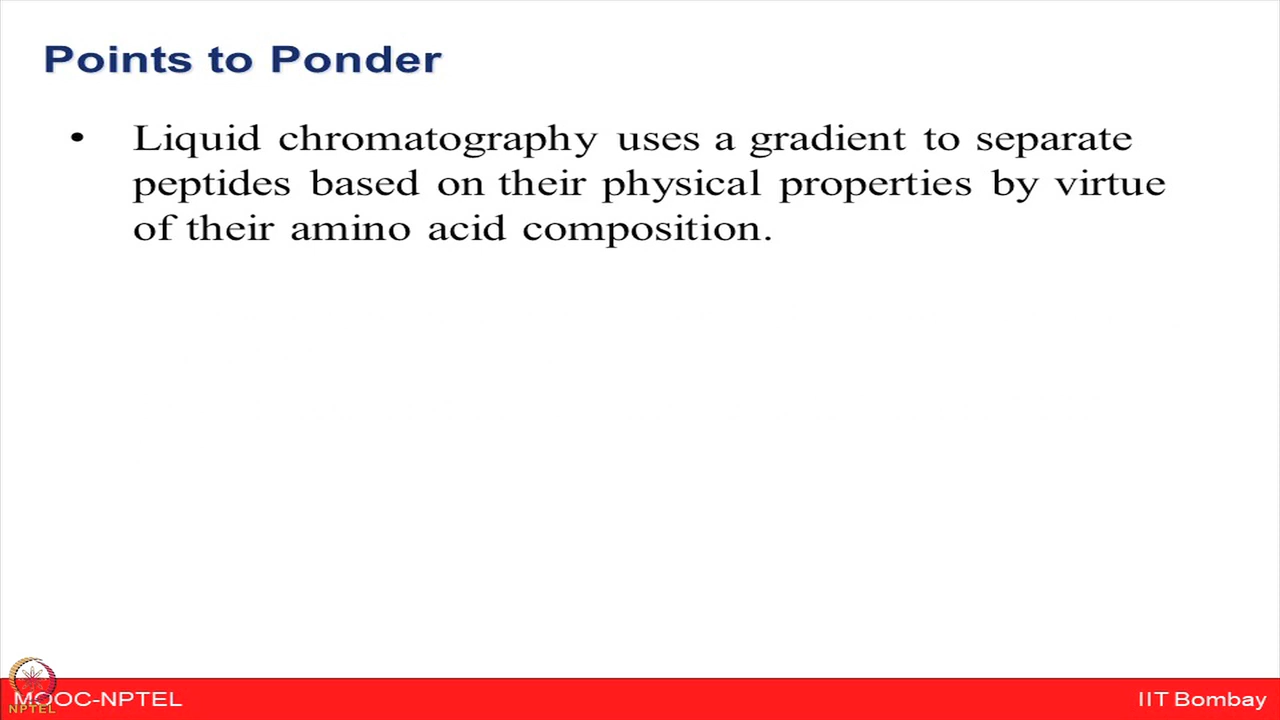 Points to Ponder
• Liquid chromatography uses a gradient to separate
peptides based on their physical properties by virtue
of their amino acid composition.
MOOC-NPTEL
NPTEL
IIT Bombay